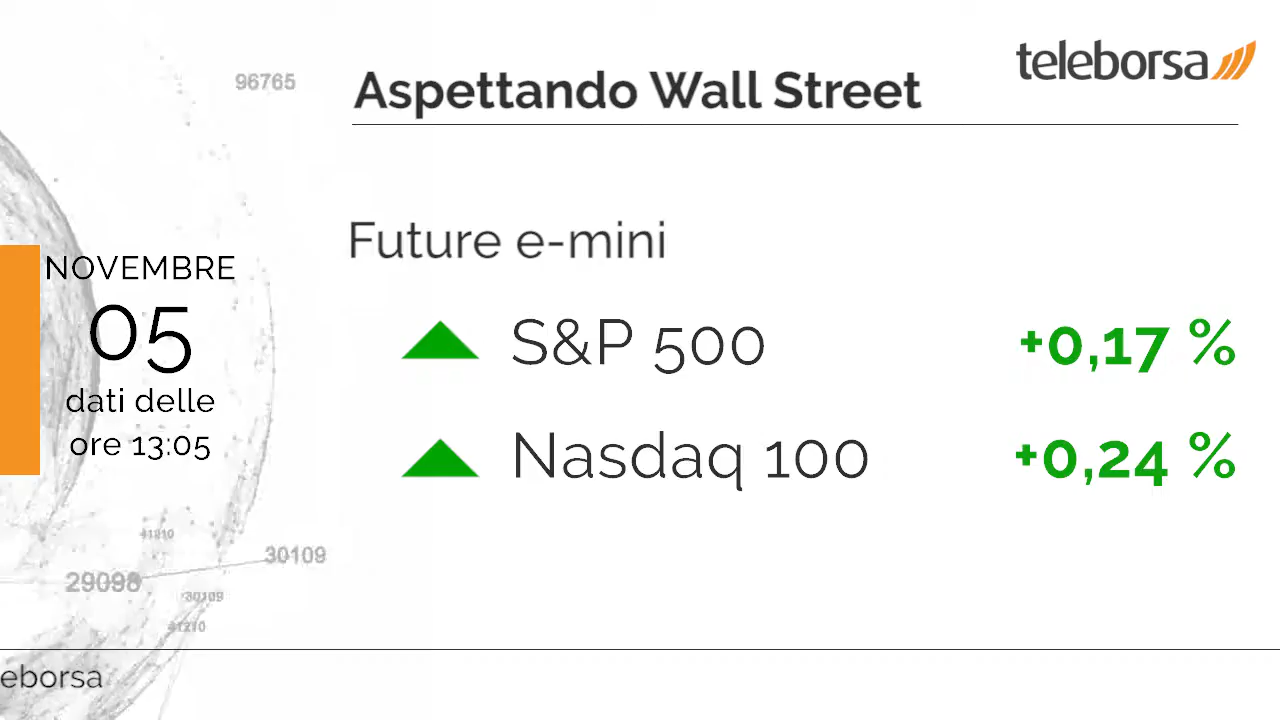 96765
Aspettando Wall Street
teleborsa
Future e-mini
NOVEMBRE
05
dati delle
ore 13:05
S&P 500
+0,17 %
Nasdaq 100
+0,24 %
41210
30109
29098
30109
41210
eborsa